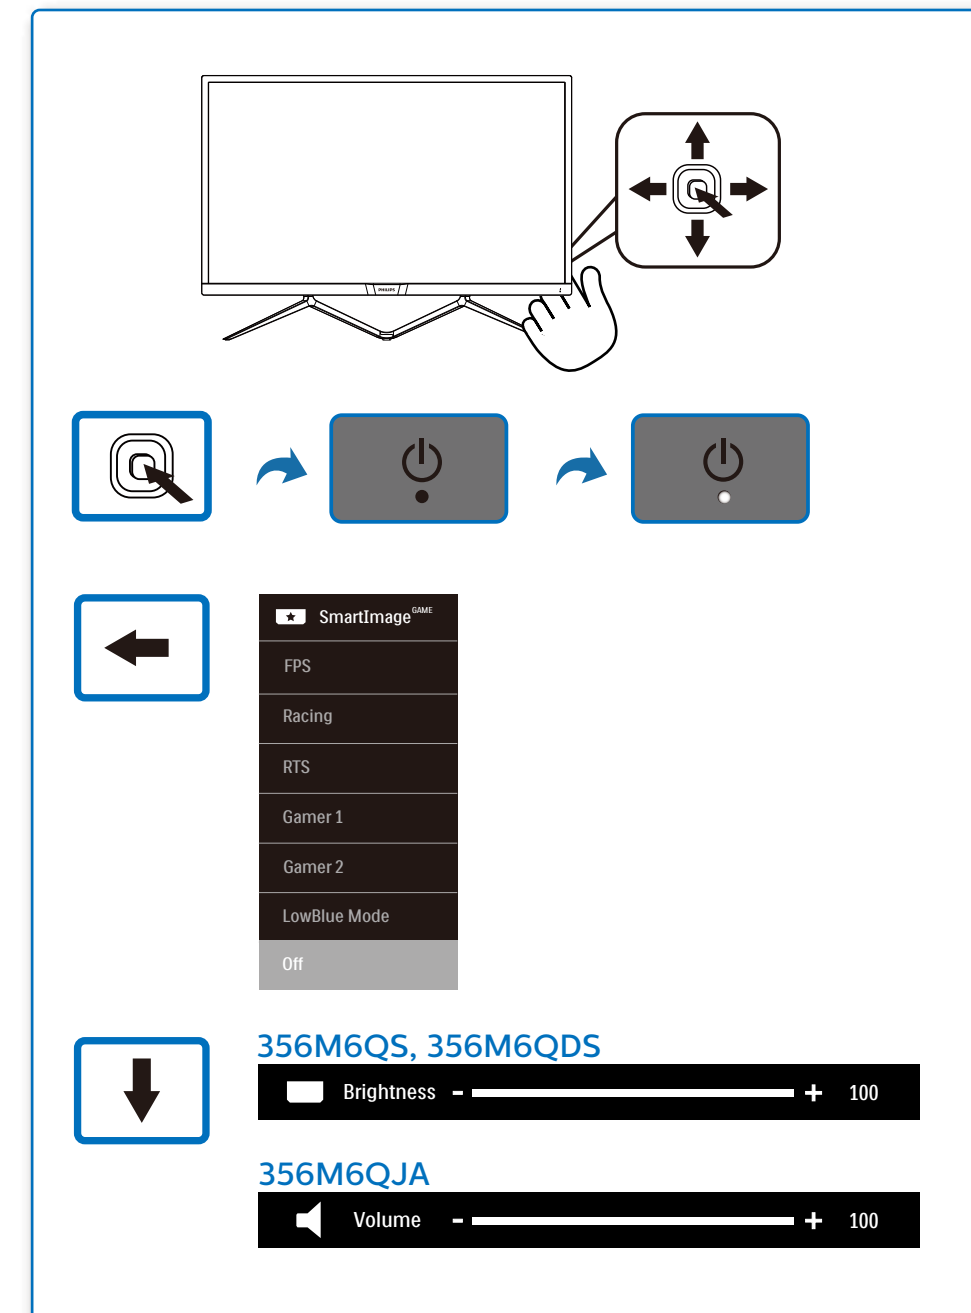 PHILIPS
SmartImage GAME
FPS
Racing
RTS
Gamer 1
Gamer 2
LowBlue Mode
Off
356M6QS, 356M6QDS
Brightness - + 100
356M6QJA
Volume - + 100